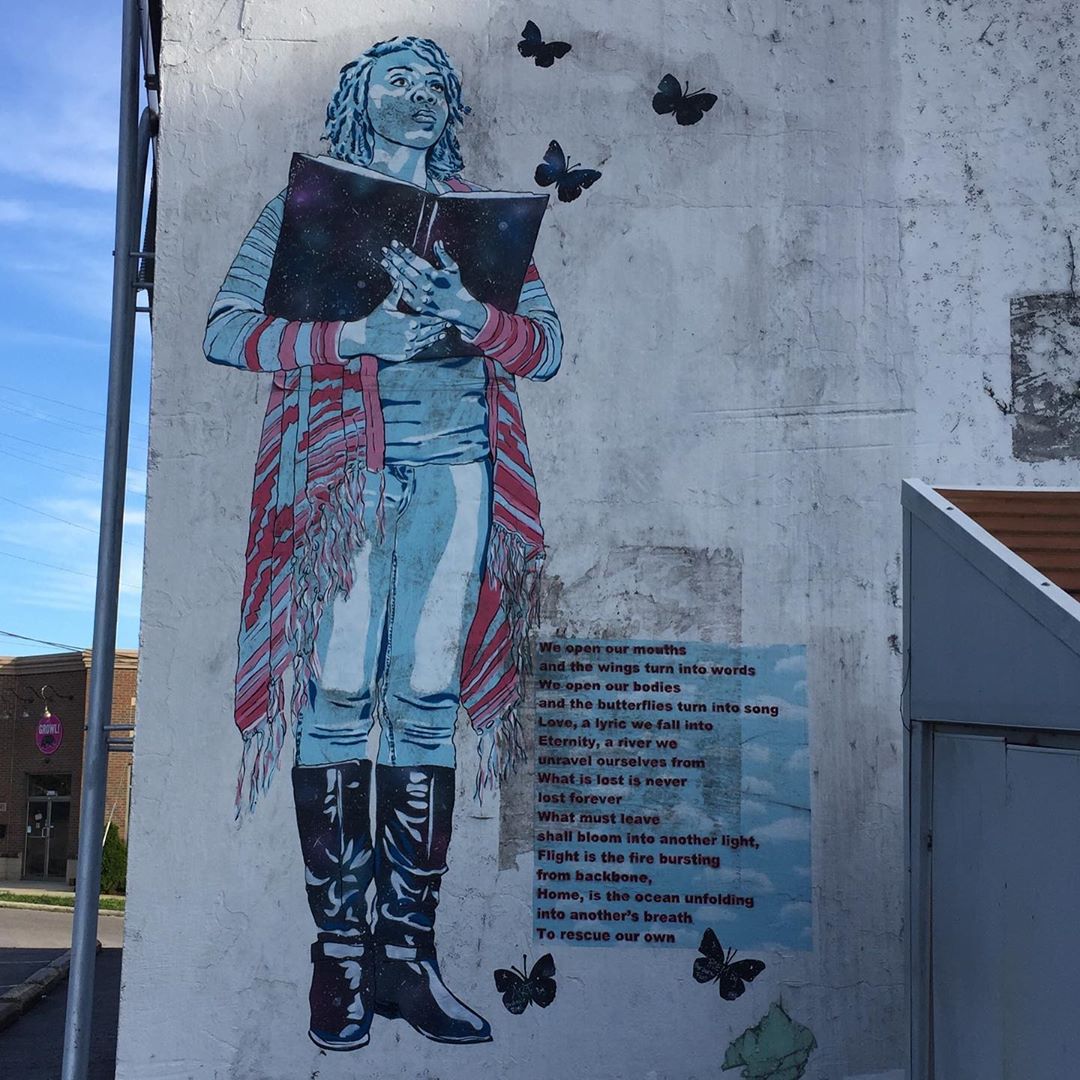 GROWL!
We open our mouths
and the wings turn into words
We open our bodies
and the butterflies turn into song
Love, a lyric we fall into
Eternity, a river we
unravel ourselves from
What is lost is never
lost forever
What must leave
shall bloom into another light,
Flight is the fire bursting
from backbone,
Home, is the ocean unfolding
into another's breath
To rescue our own